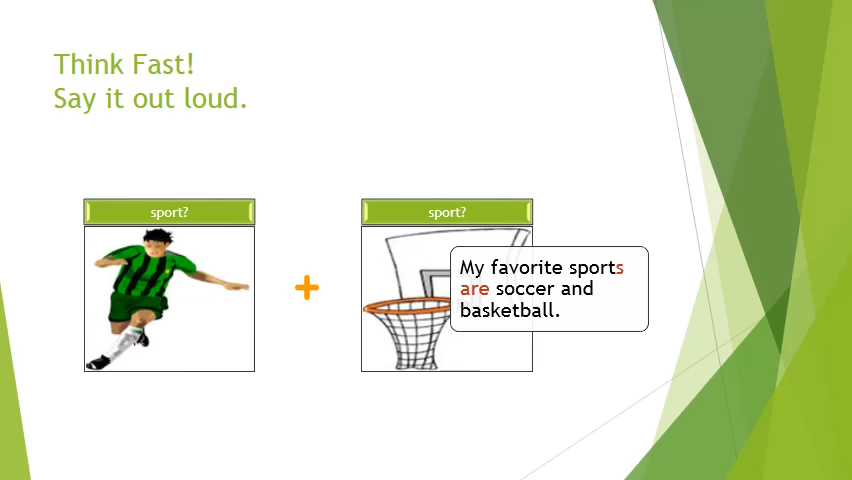 Think Fast!
Say it out loud.
sport?
sport?
My favorite sports
are soccer and
basketball.